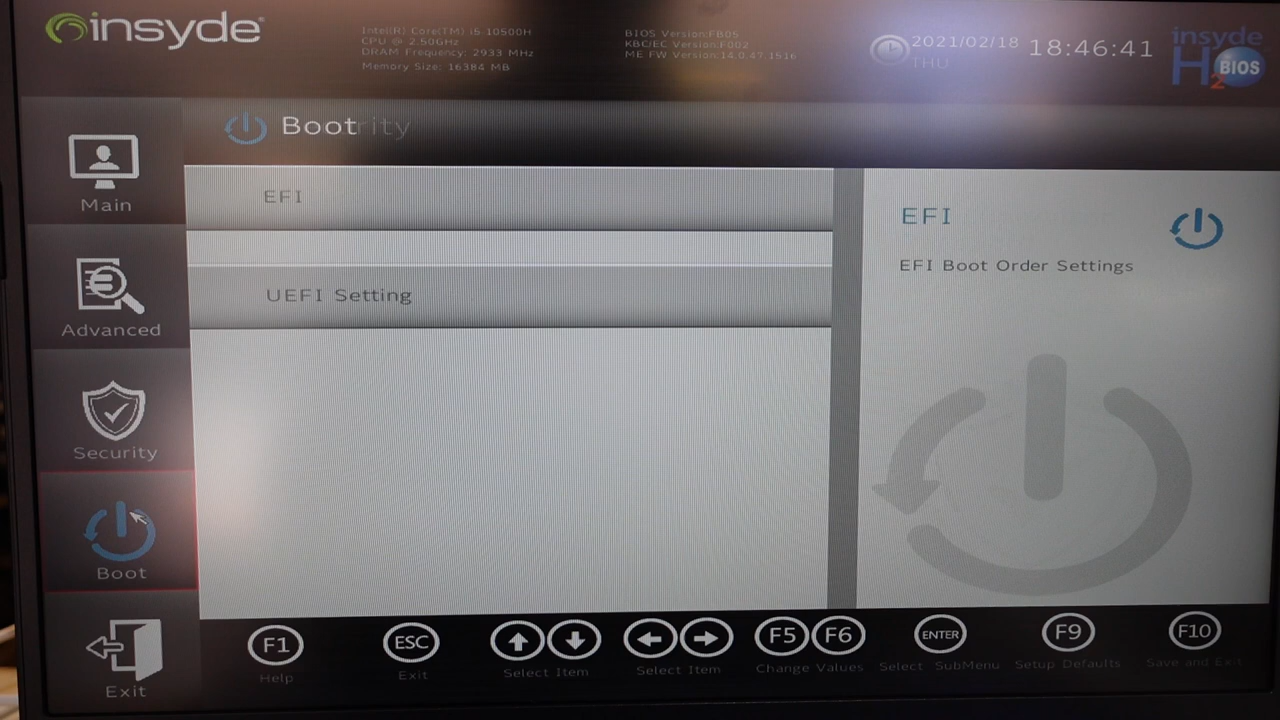 insyde
Intel(R) Core(TM) i5-10500H
CPU @ 2.50GHz
DRAM Frequency: 2933 MHz
Memory Size: 16384 MB
BIOS Version:FB05
KBC/EC Version:F002
ME FW Version:14.0.47.1516
2021/02/18
THU
18:46:41
insyde
H2BIOS
Main
Advanced
Security
Boot
Exit
Bootrity
EFI
UEFI Setting
EFI
EFI Boot Order Settings
F1
Help
ESC
Exit
Select Item
Select Item
F5 F6
Change Values
ENTER
Select SubMenu
F9
Setup Defaults
F10
Save and Exit